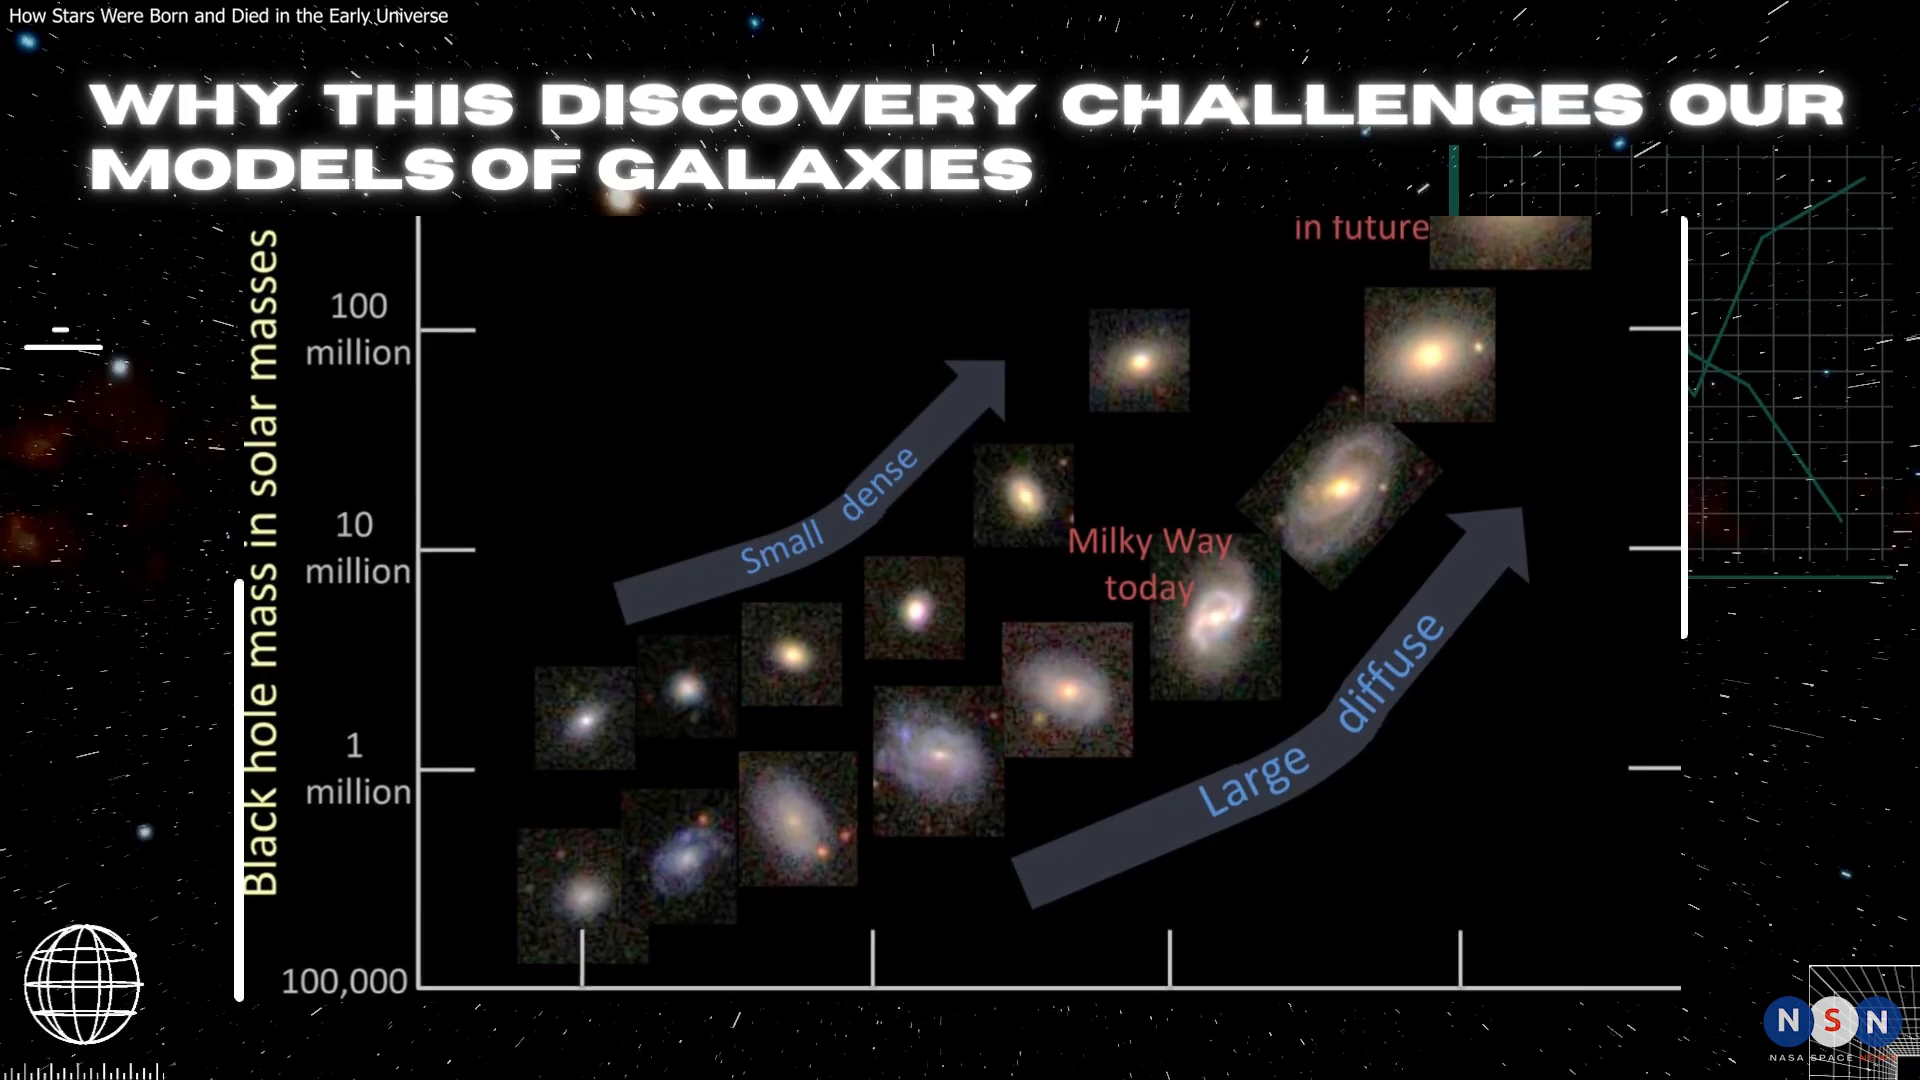 How Stars Were Born and Died in the Early Universe
WHY THIS DISCOVERY CHALLENGES OUR
MODELS OF GALAXIES
Black hole mass in solar masses
100
million
10
million
1
million
100,000
in future
Small dense
Milky Way
today
Large diffuse
NSN
NASA SPACE NEWS